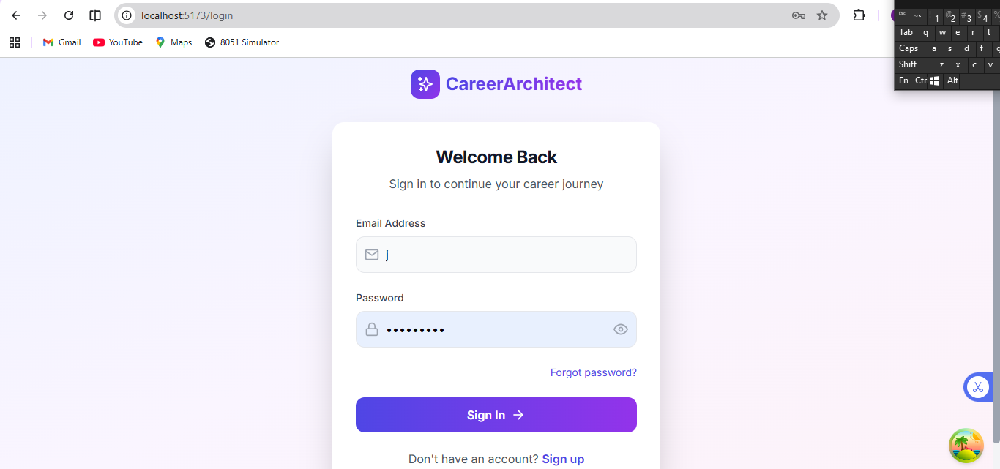 localhost:5173/login
Gmail YouTube Maps 8051 Simulator
Esc ~ ` ! 1 @ 2 # 3 $ 4 %
Tab q w e r t
Caps a s d f g
Shift z x c v
Fn Ctr Alt
CareerArchitect
Welcome Back
Sign in to continue your career journey
Email Address
j
Password
•••••••••
Forgot password?
Sign In →
Don't have an account? Sign up